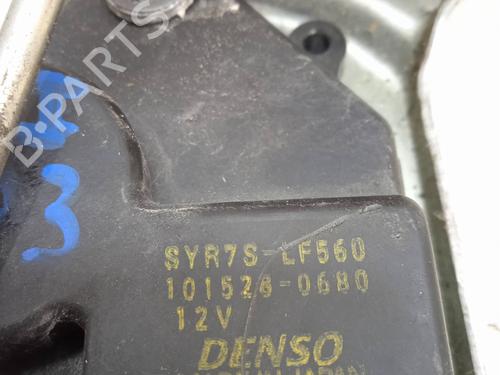 B-PARTS
3
SYR7S-LF560
101526-0680
12V
DENSO